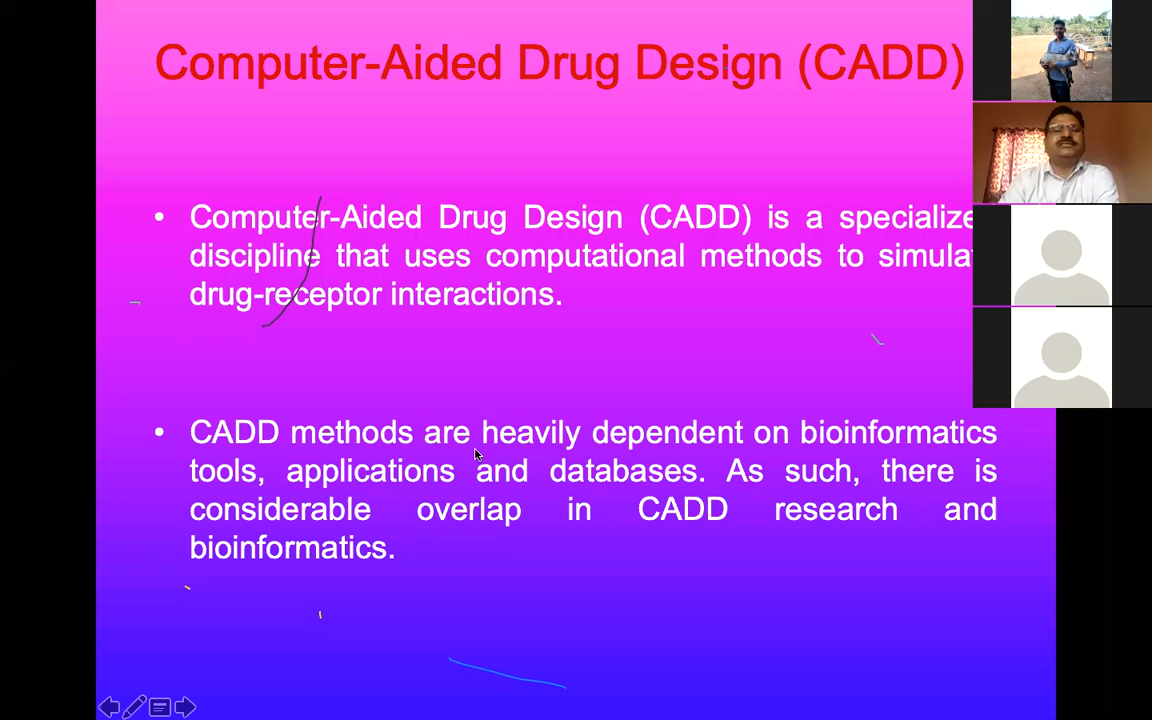 Computer-Aided Drug Design (CADD)
• Computer-Aided Drug Design (CADD) is a specialize
discipline that uses computational methods to simula
drug-receptor interactions.
• CADD methods are heavily dependent on bioinformatics
tools, applications and databases. As such, there is
considerable overlap in CADD research and
bioinformatics.